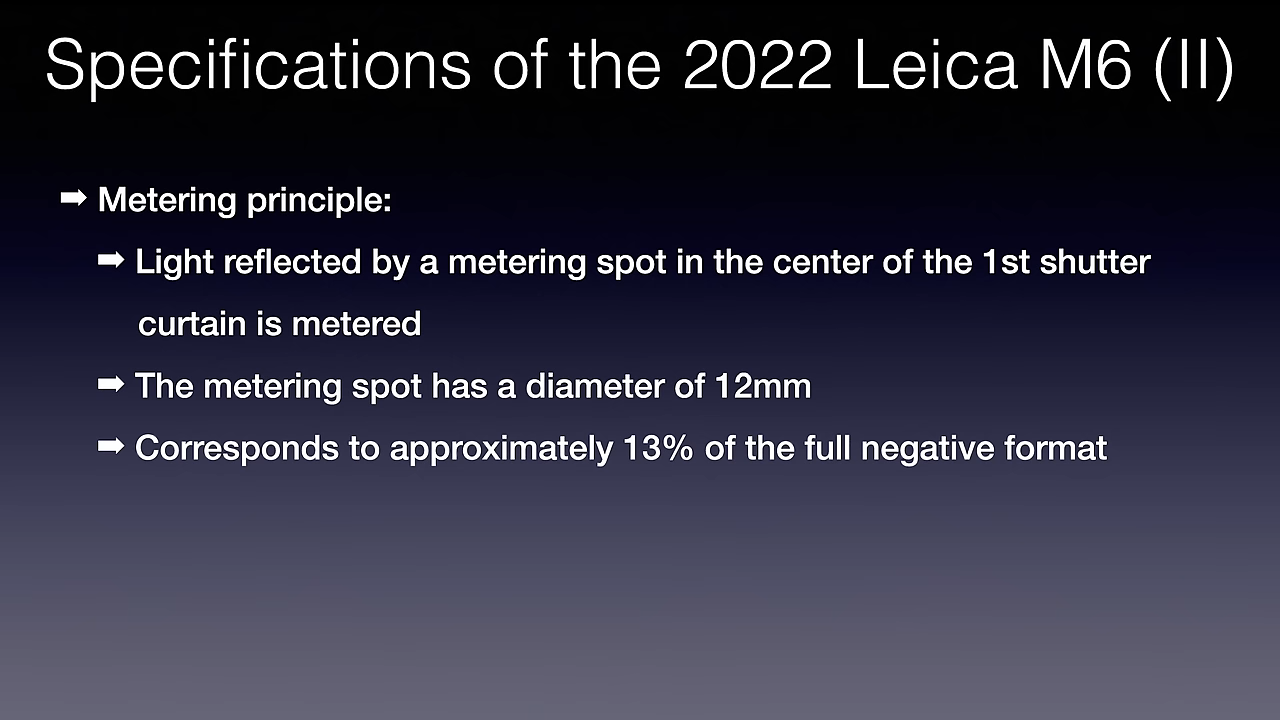 Specifications of the 2022 Leica M6 (II)
➡ Metering principle:
➡ Light reflected by a metering spot in the center of the 1st shutter
curtain is metered
➡ The metering spot has a diameter of 12mm
➡ Corresponds to approximately 13% of the full negative format